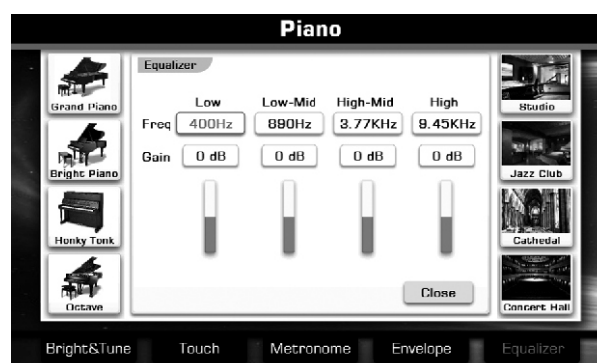 Piano
Equalizer
Grand Piano
Bright Piano
Honky Tonk
Octave
Low Low-Mid High-Mid High
Freq 400Hz 890Hz 3.77KHz 9.45KHz
Gain 0 dB 0 dB 0 dB 0 dB
Close
Studio
Jazz Club
Cathedal
Concert Hall
Bright&Tune Touch Metronome Envelope Equalizer